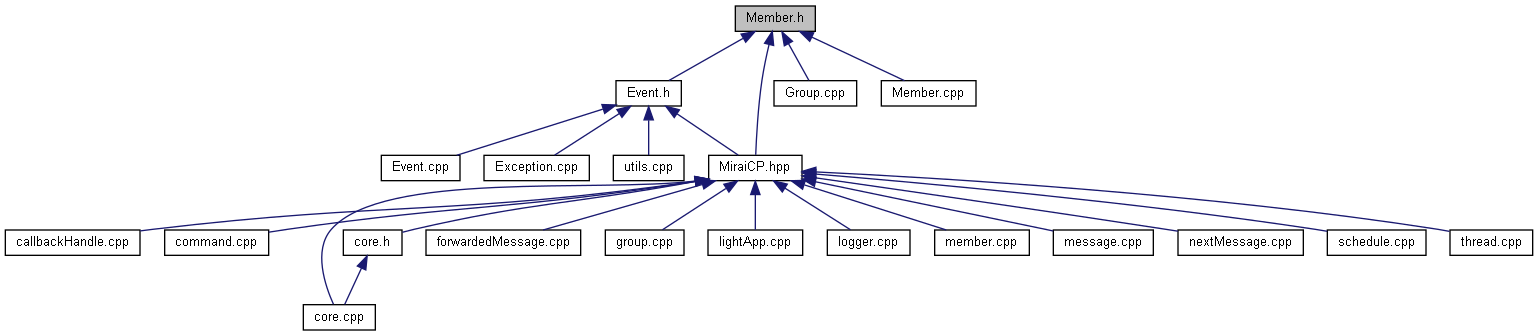 Member.h
Event.h
Group.cpp
Member.cpp
Event.cpp
Exception.cpp
utils.cpp
MiraiCP.hpp
callbackHandle.cpp
command.cpp
core.h
forwardedMessage.cpp
group.cpp
lightApp.cpp
logger.cpp
member.cpp
message.cpp
nextMessage.cpp
schedule.cpp
thread.cpp
core.cpp